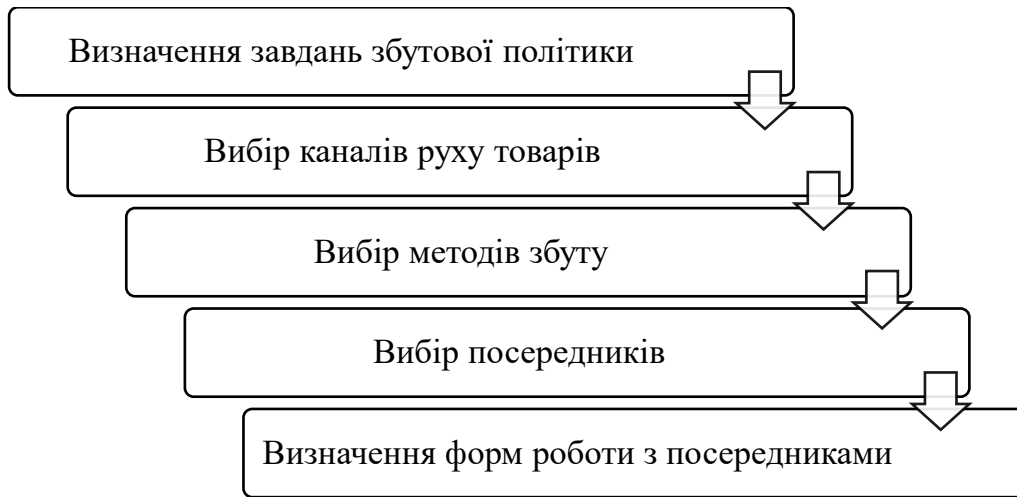 Визначення завдань збутової політики
Вибір каналів руху товарів
Вибір методів збуту
Вибір посередників
Визначення форм роботи з посередниками